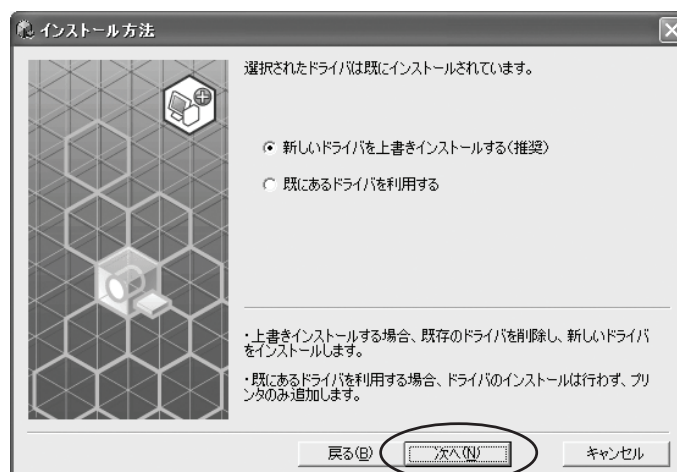 インストール方法
選択されたドライバは既にインストールされています。
新しいドライバを上書きインストールする(推奨)
既にあるドライバを利用する
・上書きインストールする場合、既存のドライバを削除し、新しいドライバ
をインストールします。
・既にあるドライバを利用する場合、ドライバのインストールは行わず、プリ
ンタのみ追加します。
戻る(B)
次へ(N)
キャンセル